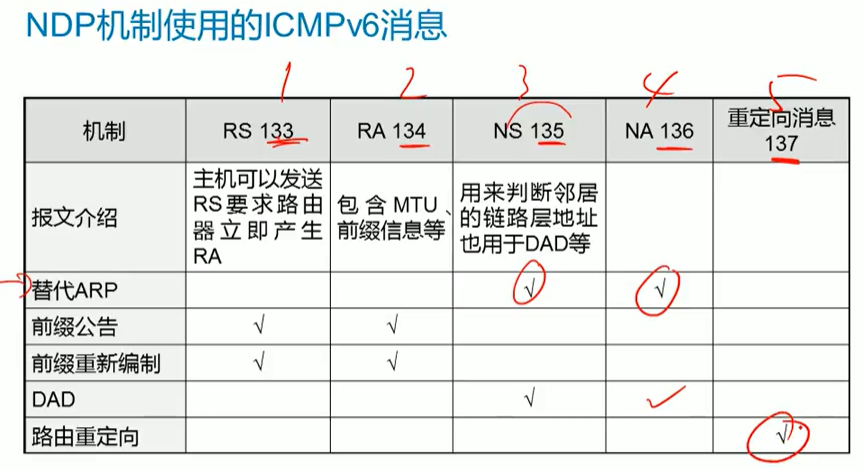 NDP机制使用的ICMPv6消息
1 2 3 4 5
机制 RS 133 RA 134 NS 135 NA 136 重定向消息
137
报文介绍
主机可以发送
RS要求路由
器立即产生
RA
包含MTU、
前缀信息等
用来判断邻居
的链路层地址
也用于DAD等
替代ARP √ √
前缀公告 √ √
前缀重新编制 √ √
DAD √ ✓
路由重定向 √